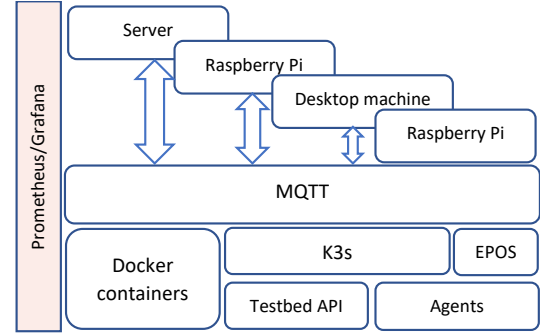 Prometheus/Grafana
Server
Raspberry Pi
Desktop machine
Raspberry Pi
MQTT
Docker
containers
K3s
EPOS
Testbed API
Agents